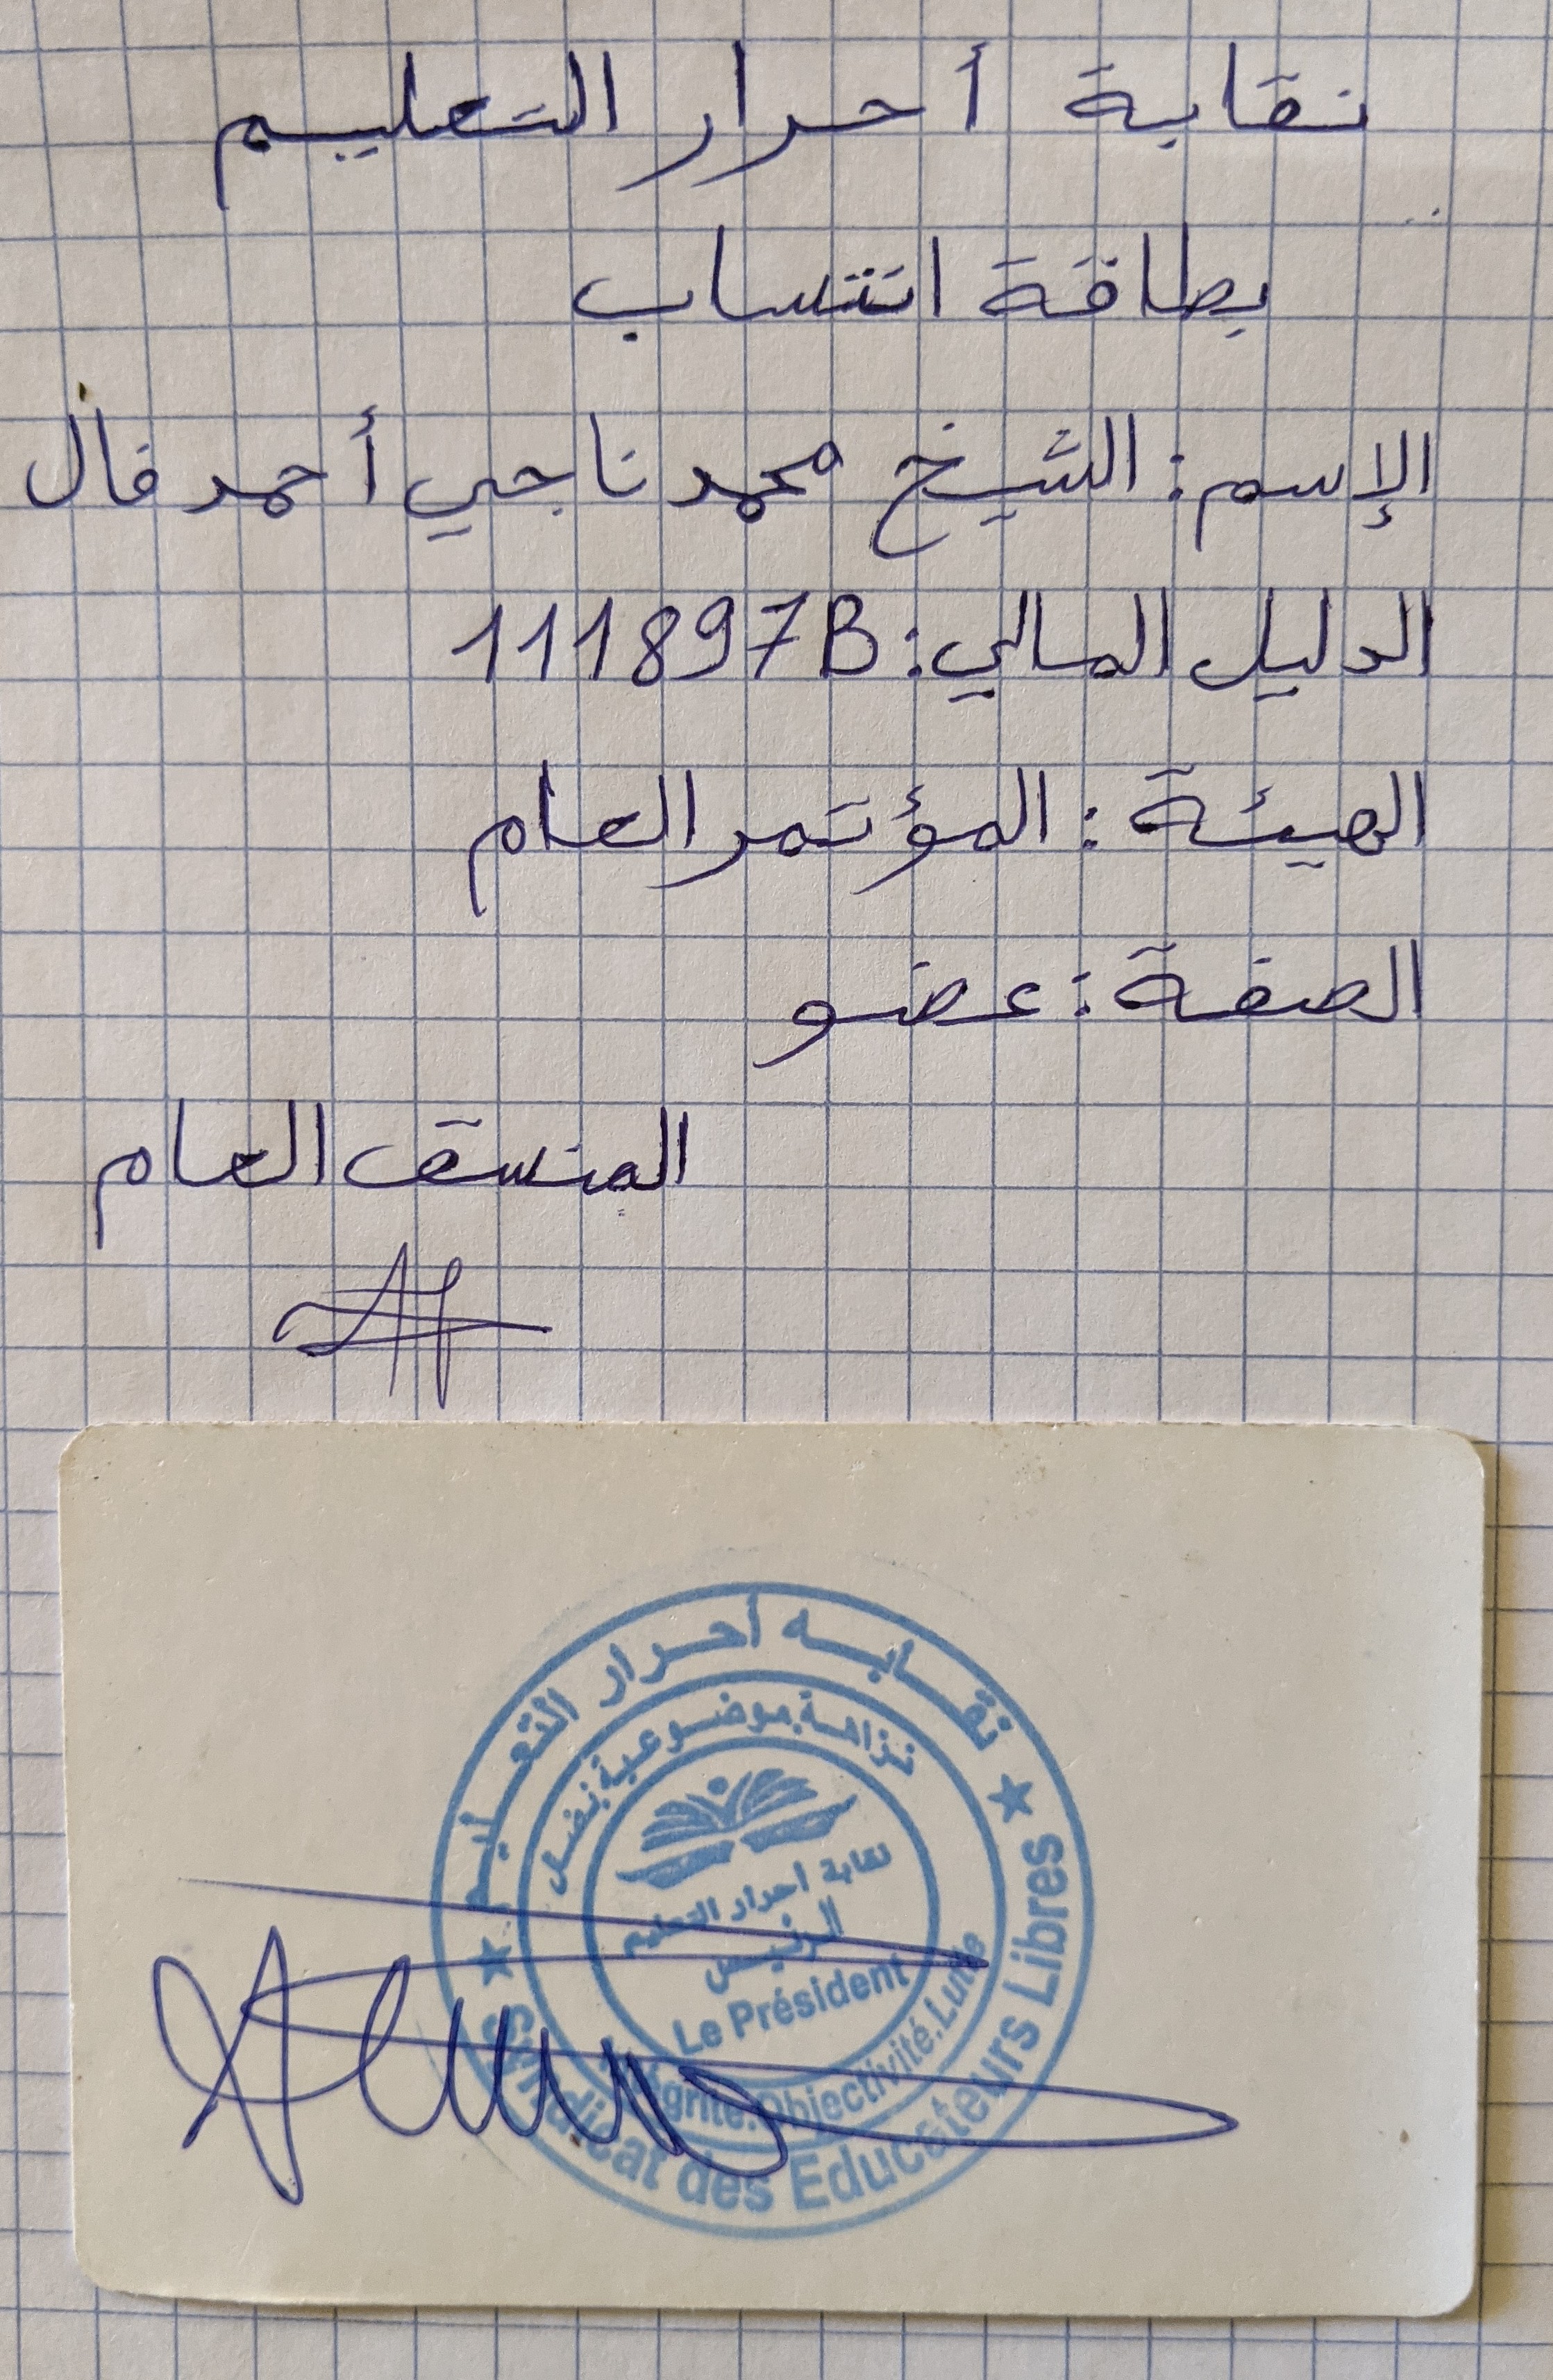 نقابة أحرار التعليم
بطاقة انتساب
الإسم: الشيخ محمد ناجي أحمد فال
الدليل المالي: 111897B
الهيئة: المؤتمر العام
الصفة: عضو
المنسق العام
نقابه أحرار التعليم
نزاهة.موضوعية.نضال
نقابة أحرار التعليم
الرئيس
Le Président
Intégrité.Objectivité.Lutte
Syndicat des Educateurs Libres